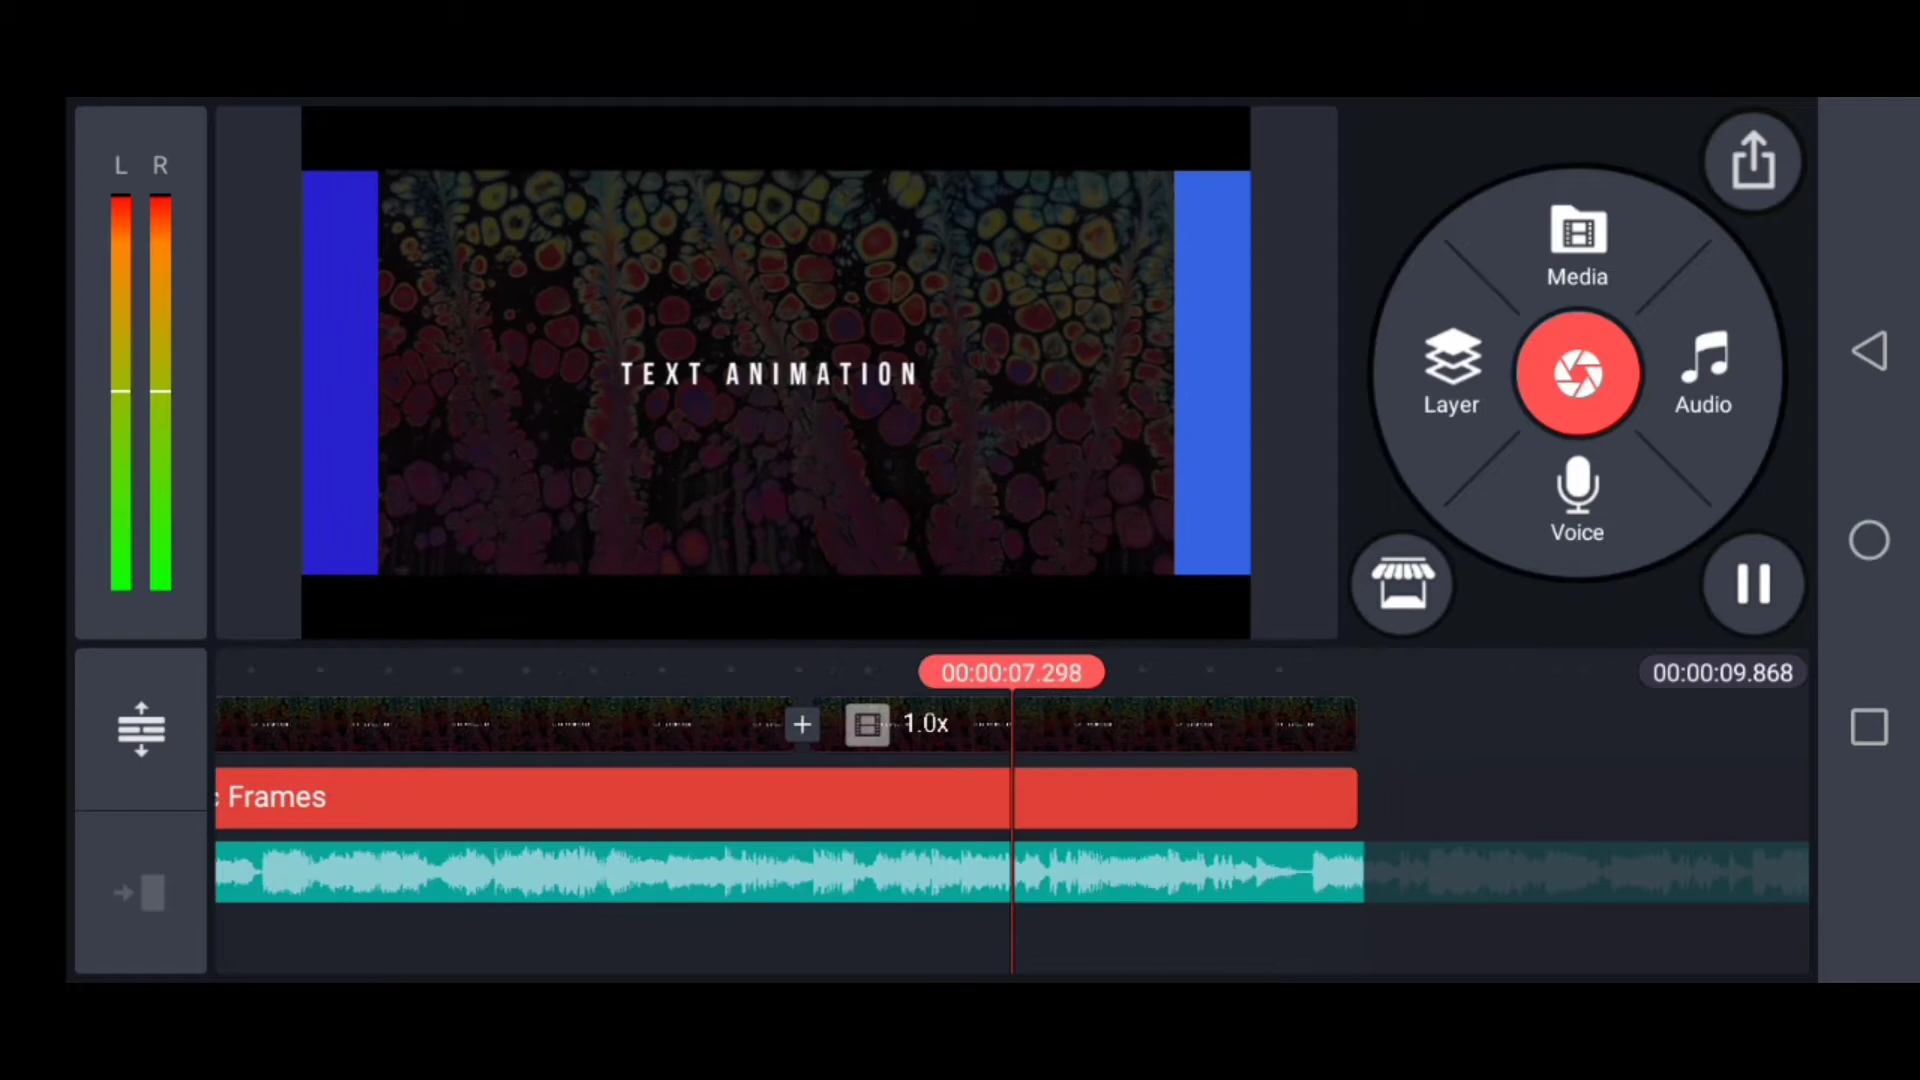 L R
TEXT ANIMATION
Media
Layer
Audio
Voice
00:00:07.298
00:00:09.868
1.0x
Frames